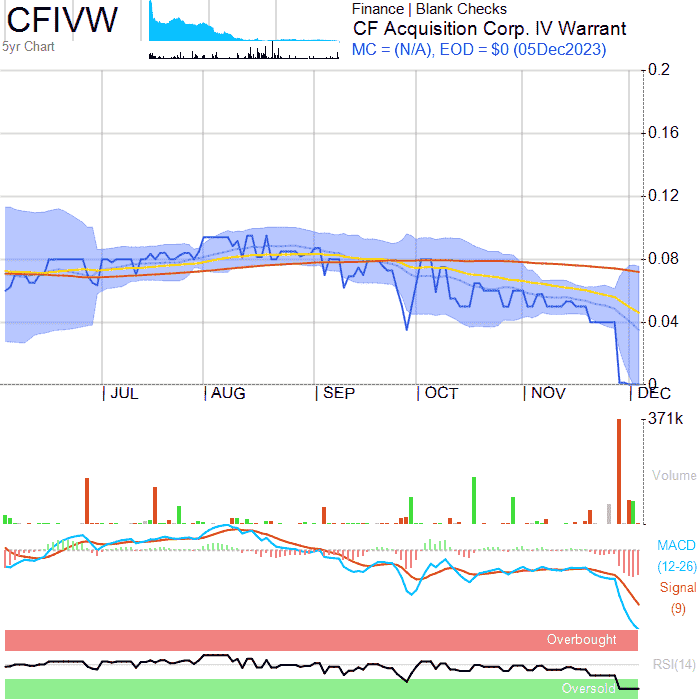 CFIVW
5yr Chart
Finance | Blank Checks
CF Acquisition Corp. IV Warrant
MC = (N/A), EOD = $0 (05Dec2023)
0.2
0.16
0.12
0.08
0.04
0
JUL AUG SEP OCT NOV DEC
371k
Volume
MACD
(12-26)
Signal
(9)
Overbought
RSI(14)
Oversold